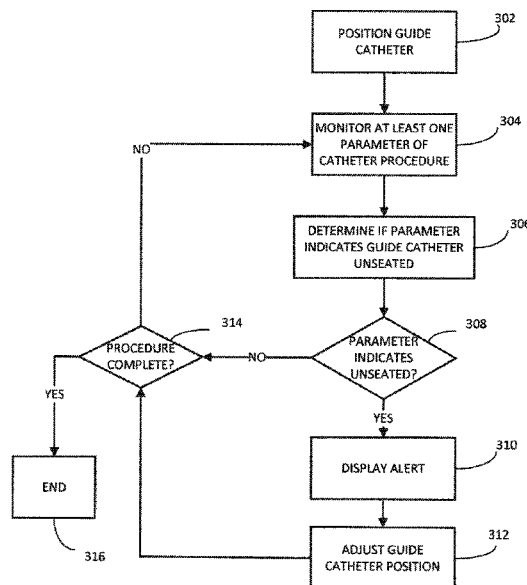 POSITION GUIDE
CATHETER
302
MONITOR AT LEAST ONE
PARAMETER OF
CATHETER PROCEDURE
304
NO
DETERMINE IF PARAMETER
INDICATES GUIDE CATHETER
UNSEATED
306
PARAMETER
INDICATES
UNSEATED?
308
NO
PROCEDURE
COMPLETE?
314
YES
YES
DISPLAY ALERT
310
END
316
ADJUST GUIDE
CATHETER POSITION
312